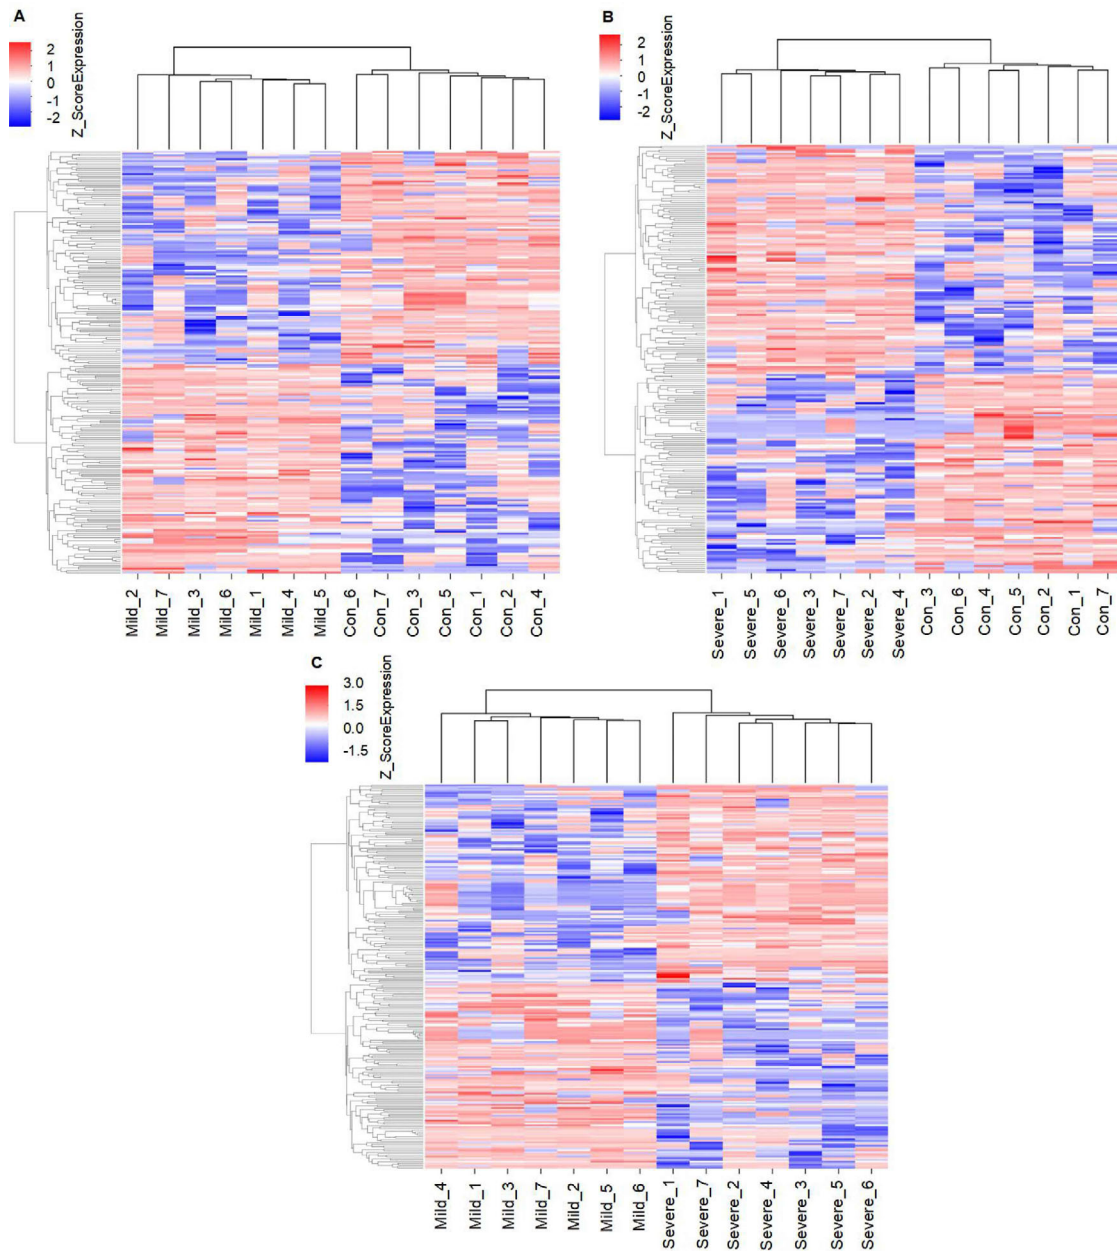 A
2
1
0
-1
-2
Z_ScoreExpression
Mild_2
Mild_7
Mild_3
Mild_6
Mild_1
Mild_4
Mild_5
Con_6
Con_7
Con_3
Con_5
Con_1
Con_2
Con_4
B
2
1
0
-1
-2
Z_ScoreExpression
Severe_1
Severe_5
Severe_6
Severe_3
Severe_7
Severe_2
Severe_4
Con_3
Con_6
Con_4
Con_5
Con_2
Con_1
Con_7
C
3.0
1.5
0.0
-1.5
Z_ScoreExpression
Mild_4
Mild_1
Mild_3
Mild_7
Mild_2
Mild_5
Mild_6
Severe_1
Severe_7
Severe_2
Severe_4
Severe_3
Severe_5
Severe_6